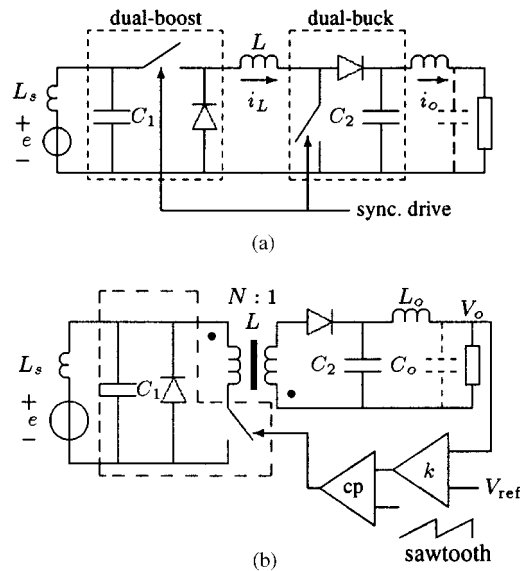 dual-boost dual-buck
L
L_s
+
e
−
C_1
i_L
C_2
i_o
sync. drive
(a)
N : 1
L
L_o
V_o
L_s
+
e
−
C_1
C_2
C_o
cp
k
V_ref
sawtooth
(b)